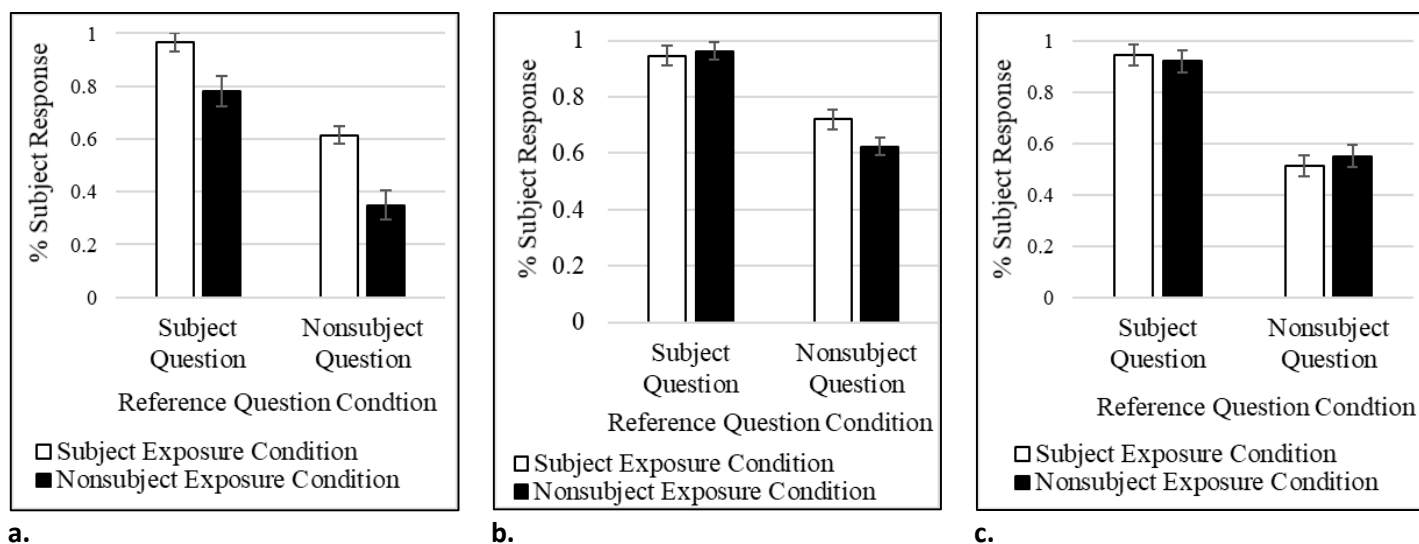 % Subject Response
1
0.8
0.6
0.4
0.2
0
Subject Question
Nonsubject Question
Reference Question Condtion
Subject Exposure Condition
Nonsubject Exposure Condition
a.
% Subject Response
1
0.8
0.6
0.4
0.2
0
Subject Question
Nonsubject Question
Reference Question Condition
Subject Exposure Condition
Nonsubject Exposure Condition
b.
% Subject Response
1
0.8
0.6
0.4
0.2
0
Subject Question
Nonsubject Question
Reference Question Condtion
Subject Exposure Condition
Nonsubject Exposure Condition
c.